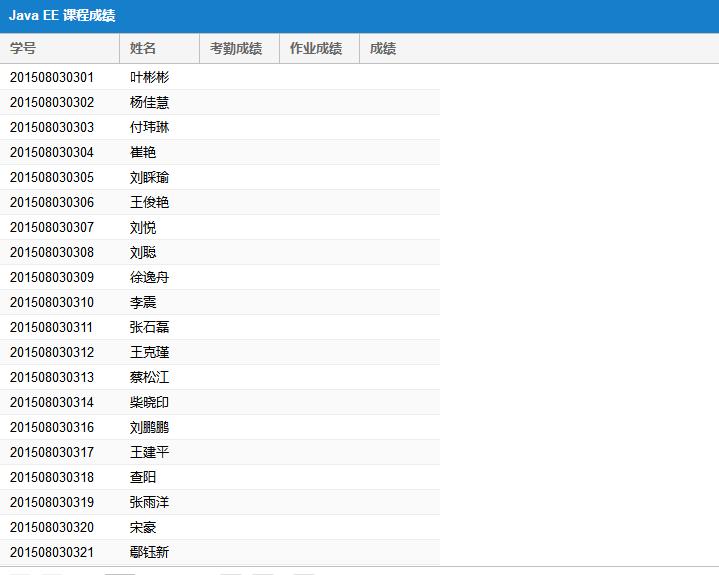 Java EE 课程成绩
学号 姓名 考勤成绩 作业成绩 成绩
201508030301 叶彬彬
201508030302 杨佳慧
201508030303 付玮琳
201508030304 崔艳
201508030305 刘睬瑜
201508030306 王俊艳
201508030307 刘悦
201508030308 刘聪
201508030309 徐逸舟
201508030310 李震
201508030311 张石磊
201508030312 王克瑾
201508030313 蔡松江
201508030314 柴晓印
201508030316 刘鹏鹏
201508030317 王建平
201508030318 查阳
201508030319 张雨洋
201508030320 宋豪
201508030321 鄢钰新